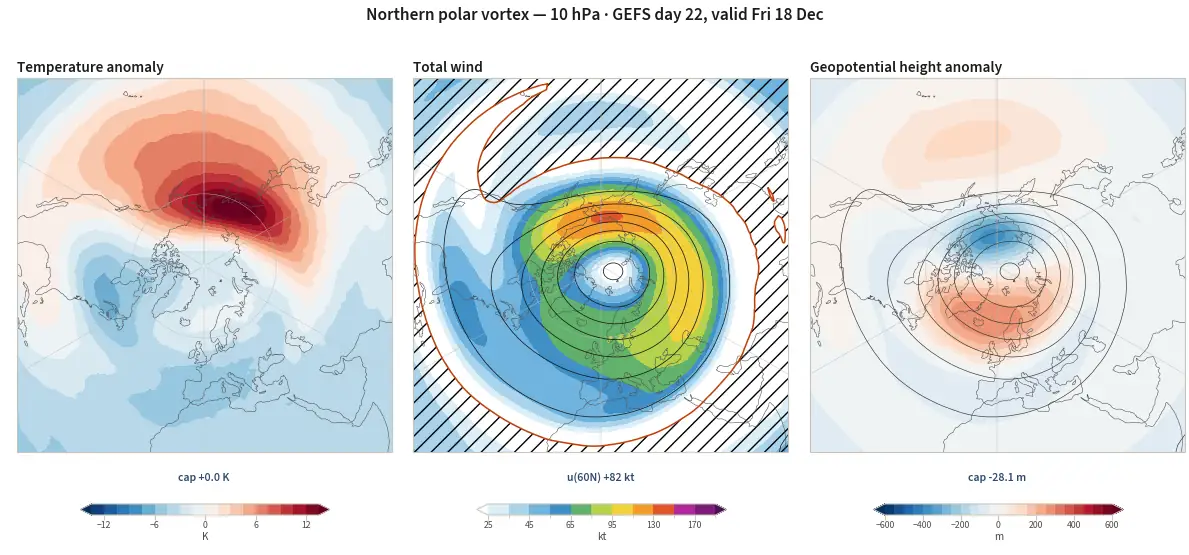 Northern polar vortex — 10 hPa · GEFS day 22, valid Fri 18 Dec
Temperature anomaly
Total wind
Geopotential height anomaly
cap +0.0 K
u(60N) +82 kt
cap -28.1 m
−12 −6 0 6 12
K
25 45 65 95 130 170
kt
−600 −400 −200 0 200 400 600
m